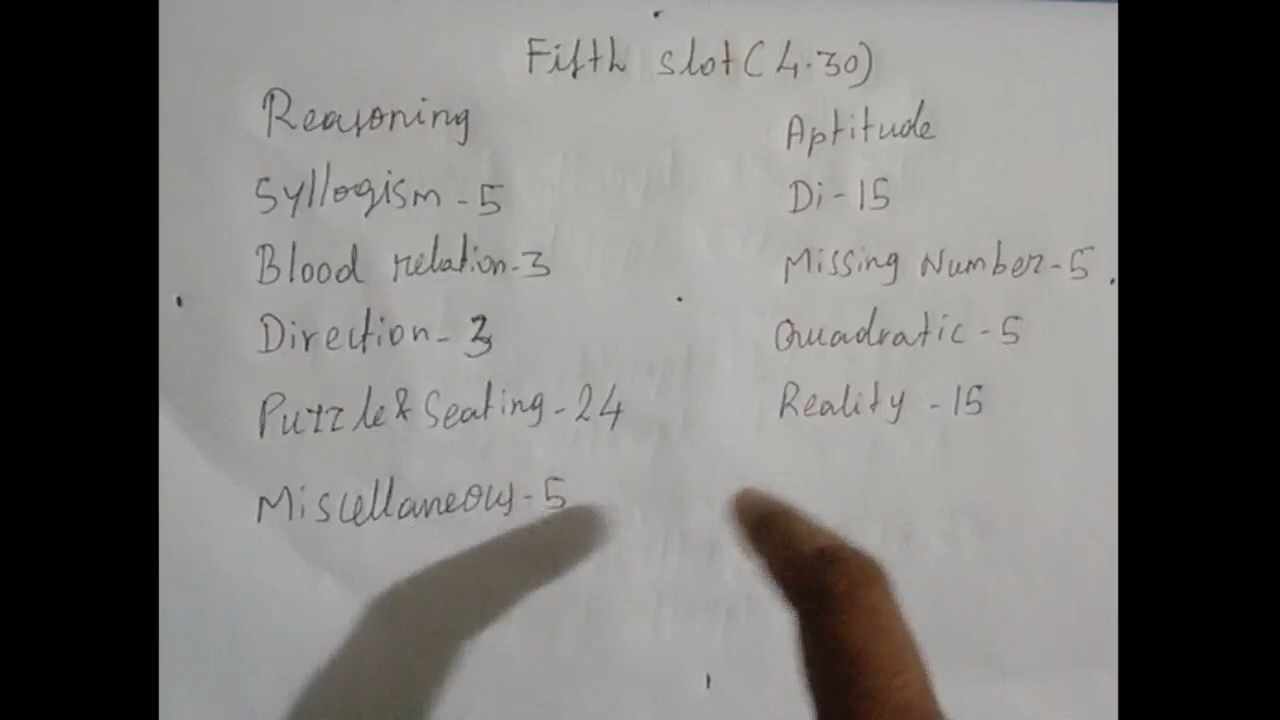 Fifth slot (4.30)
Reasoning
Syllogism - 5
Blood relation - 3
Direction - 3
Puzzle & Seating - 24
Miscellaneous - 5
Aptitude
Di - 15
Missing Number - 5
Quadratic - 5
Reality - 15